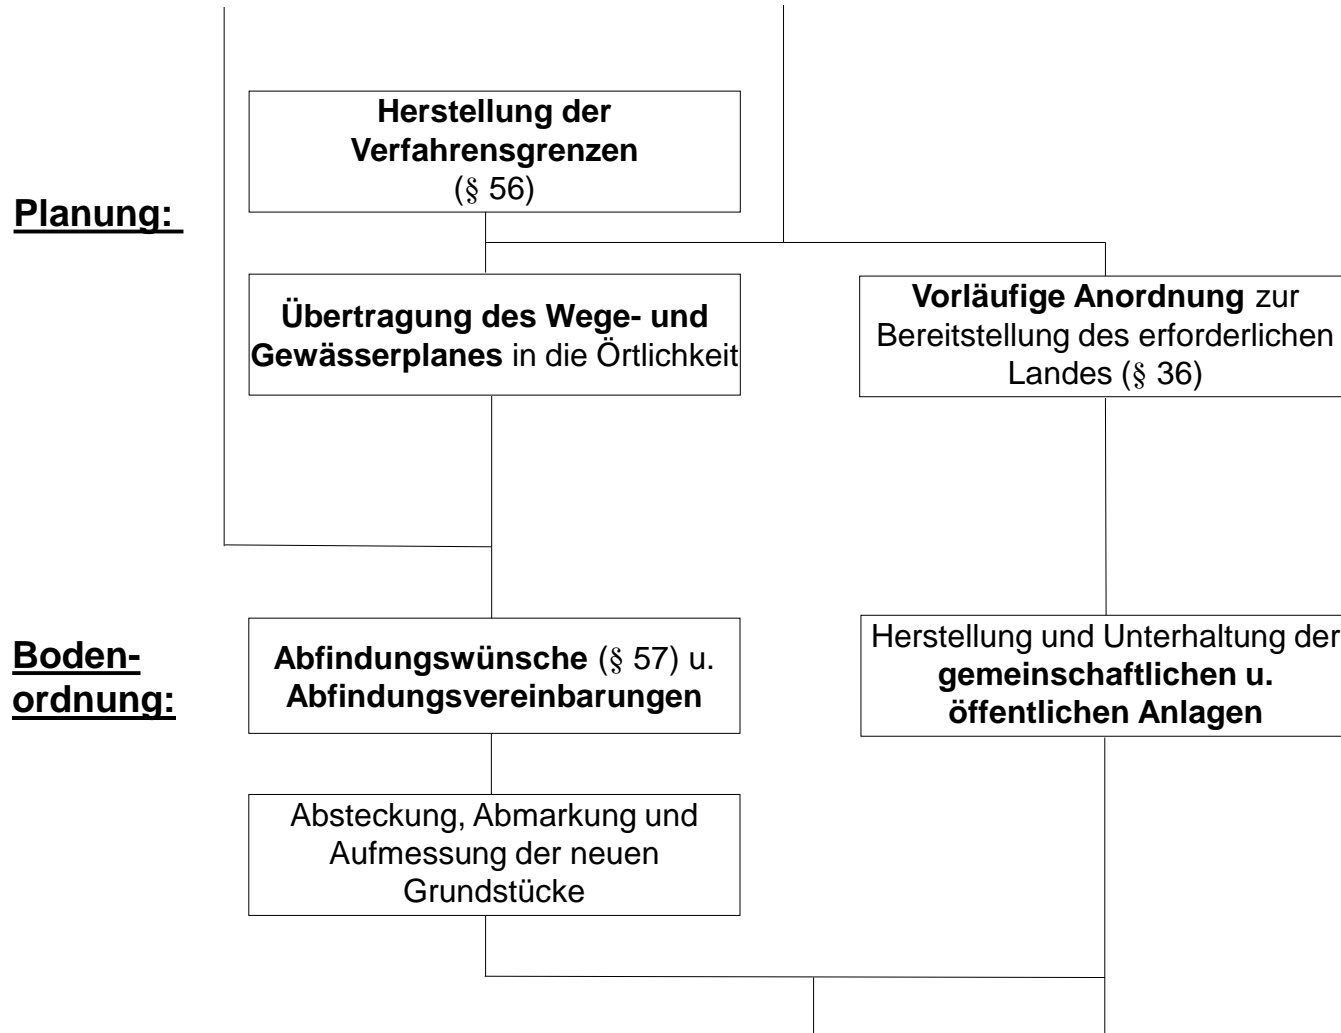 Herstellung der
Verfahrensgrenzen
(§ 56)
Planung:
Übertragung des Wege- und
Gewässerplanes in die Örtlichkeit
Vorläufige Anordnung zur
Bereitstellung des erforderlichen
Landes (§ 36)
Boden-
ordnung:
Abfindungswünsche (§ 57) u.
Abfindungsvereinbarungen
Herstellung und Unterhaltung der
gemeinschaftlichen u.
öffentlichen Anlagen
Absteckung, Abmarkung und
Aufmessung der neuen
Grundstücke